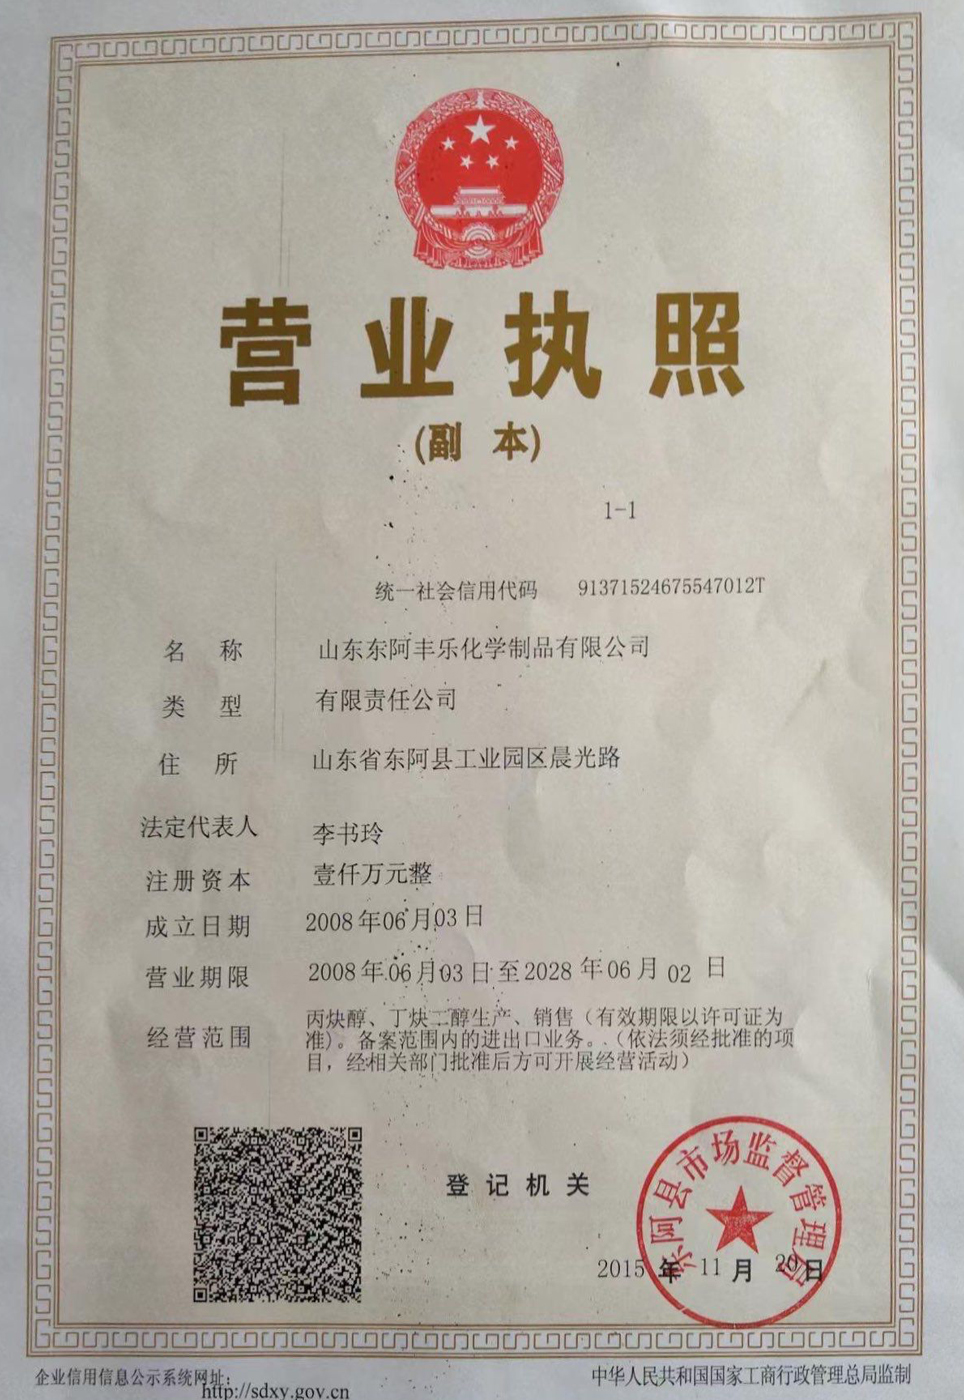 营业执照
(副 本)
1-1
统一社会信用代码 91371524675547012T
名 称 山东东阿丰乐化学制品有限公司
类 型 有限责任公司
住 所 山东省东阿县工业园区晨光路
法定代表人 李书玲
注册资本 壹仟万元整
成立日期 2008年06月03日
营业期限 2008年06月03日至2028年06月02日
经营范围 丙炔醇、丁炔二醇生产、销售（有效期限以许可证为
准）。备案范围内的进出口业务。（依法须经批准的项
目，经相关部门批准后方可开展经营活动）
登记机关
东阿县市场监督管理局
2015年11月20日
企业信用信息公示系统网址：
http://sdxy.gov.cn
中华人民共和国国家工商行政管理总局监制